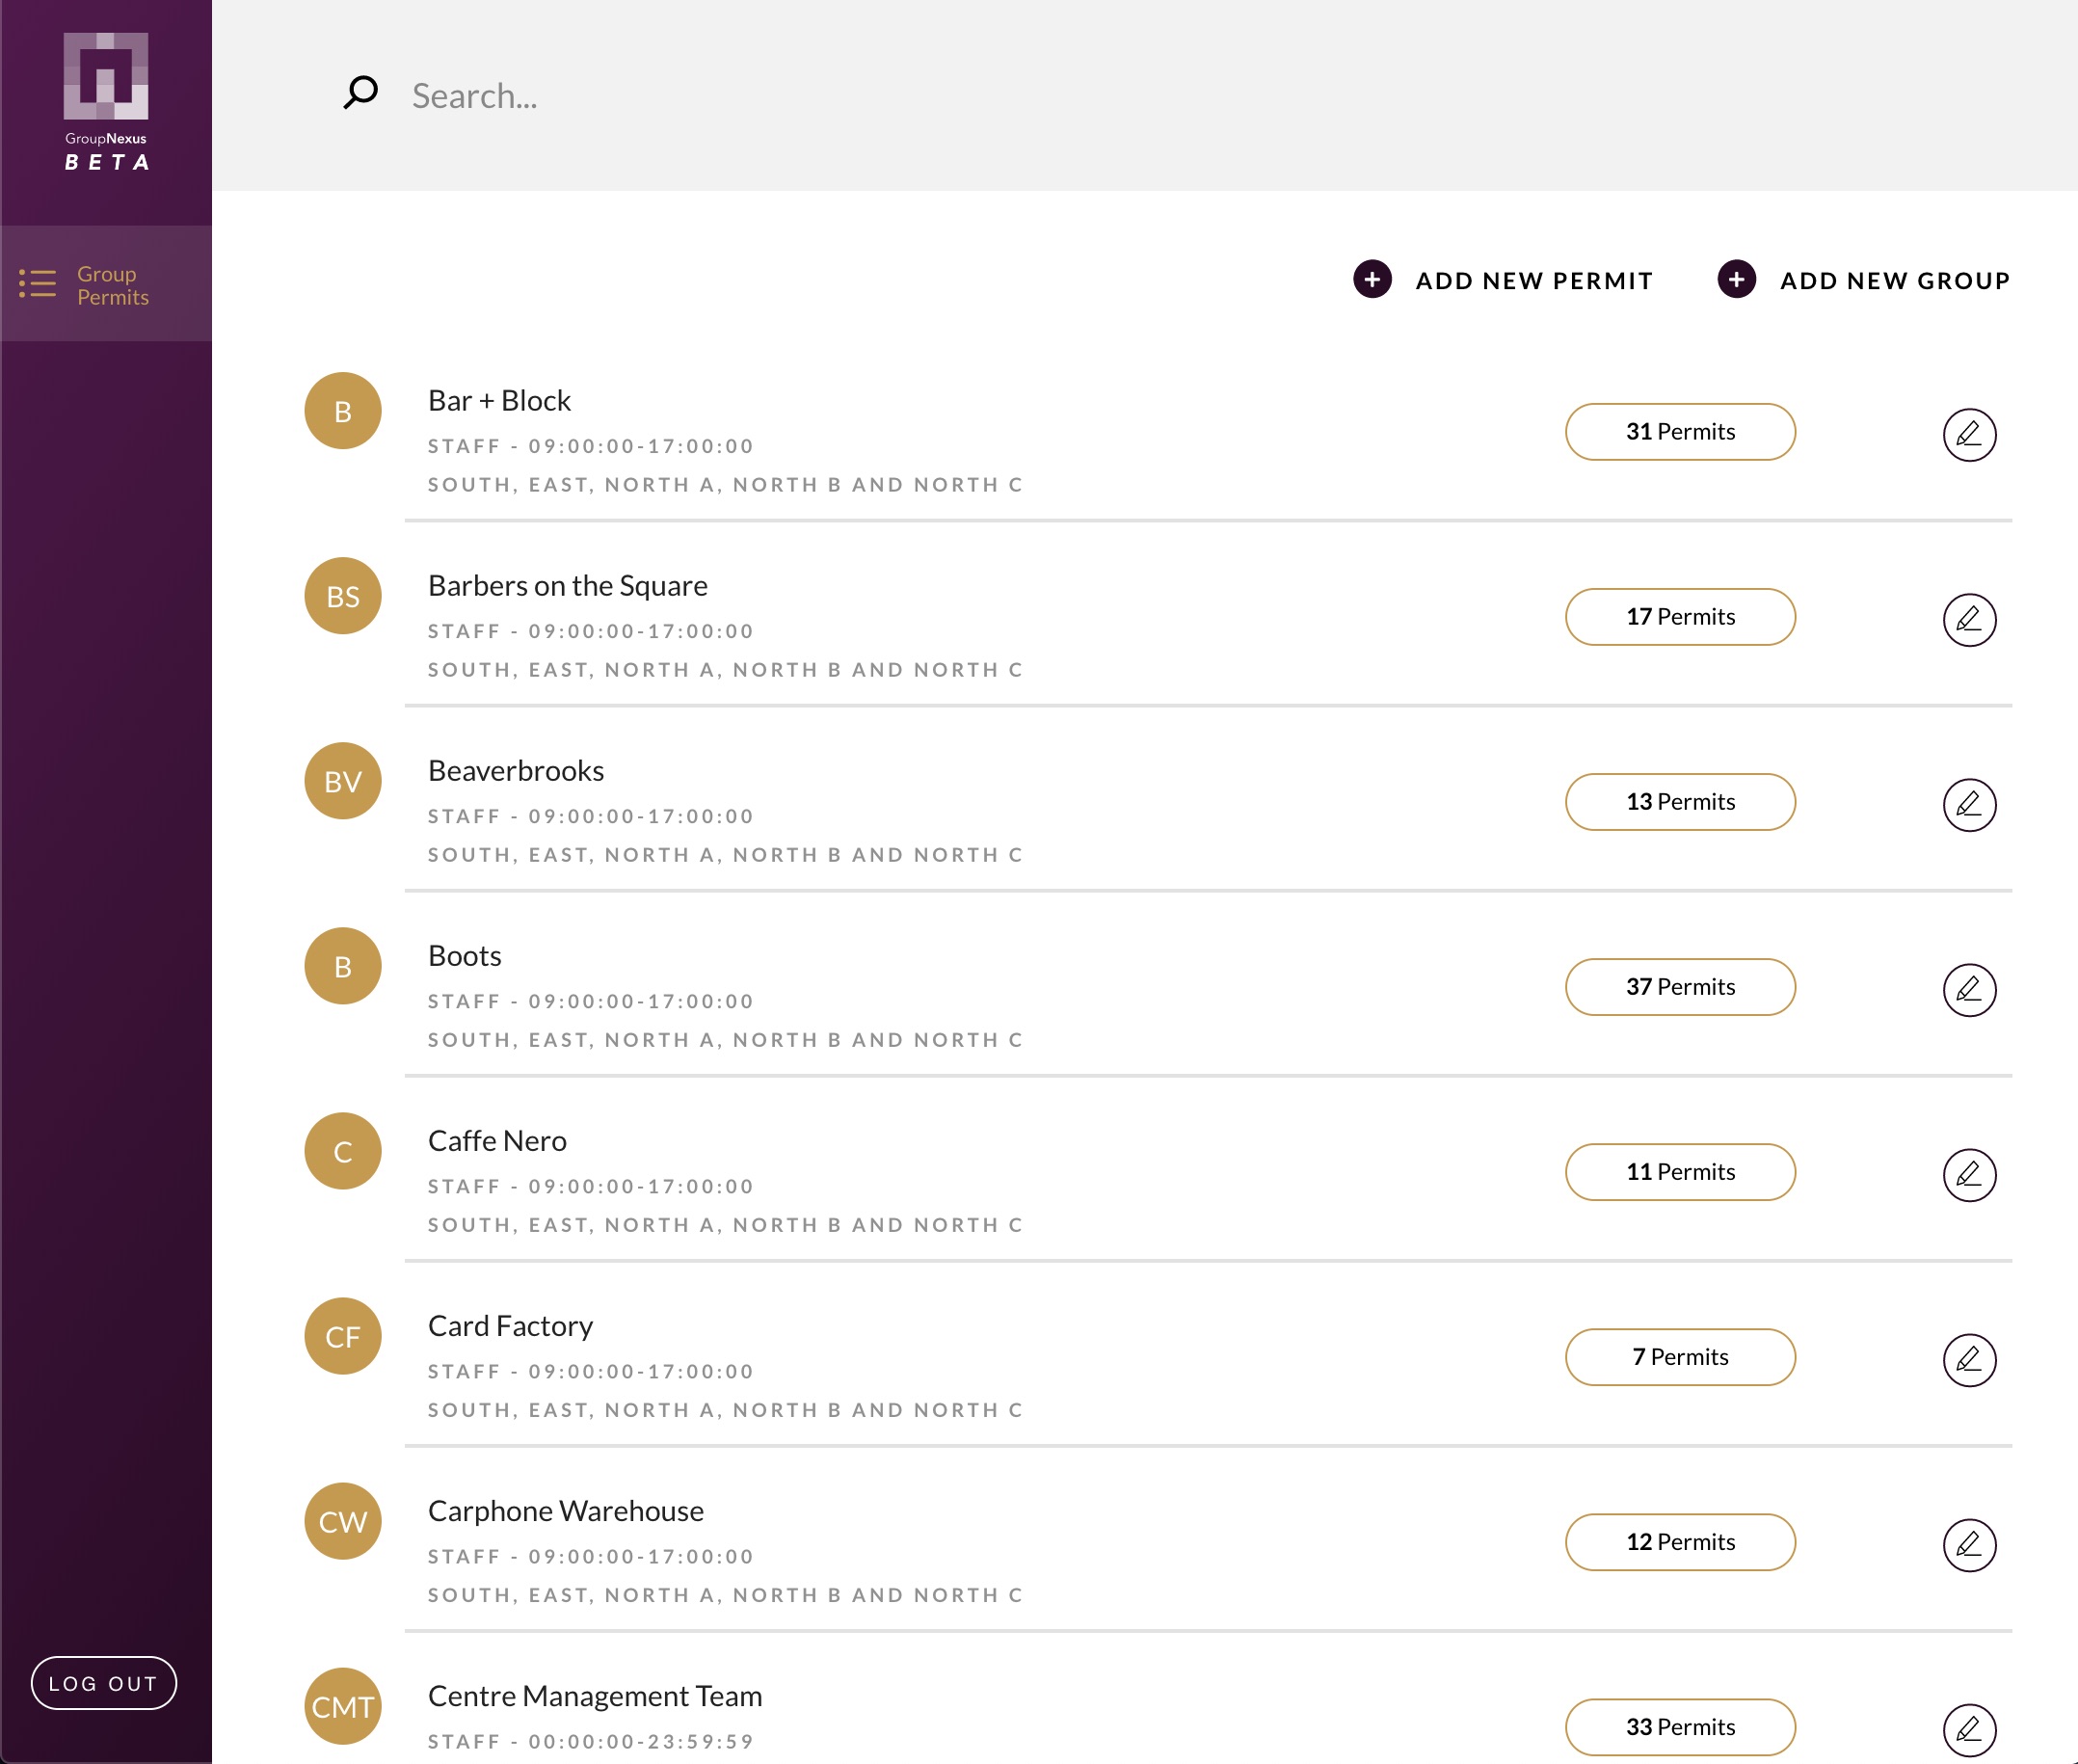 GroupNexus
BETA
Search...
Group
Permits
ADD NEW PERMIT
ADD NEW GROUP
B
Bar + Block
STAFF - 09:00:00-17:00:00
SOUTH, EAST, NORTH A, NORTH B AND NORTH C
31 Permits
BS
Barbers on the Square
STAFF - 09:00:00-17:00:00
SOUTH, EAST, NORTH A, NORTH B AND NORTH C
17 Permits
BV
Beaverbrooks
STAFF - 09:00:00-17:00:00
SOUTH, EAST, NORTH A, NORTH B AND NORTH C
13 Permits
B
Boots
STAFF - 09:00:00-17:00:00
SOUTH, EAST, NORTH A, NORTH B AND NORTH C
37 Permits
C
Caffe Nero
STAFF - 09:00:00-17:00:00
SOUTH, EAST, NORTH A, NORTH B AND NORTH C
11 Permits
CF
Card Factory
STAFF - 09:00:00-17:00:00
SOUTH, EAST, NORTH A, NORTH B AND NORTH C
7 Permits
CW
Carphone Warehouse
STAFF - 09:00:00-17:00:00
SOUTH, EAST, NORTH A, NORTH B AND NORTH C
12 Permits
CMT
Centre Management Team
STAFF - 00:00:00-23:59:59
33 Permits
LOG OUT